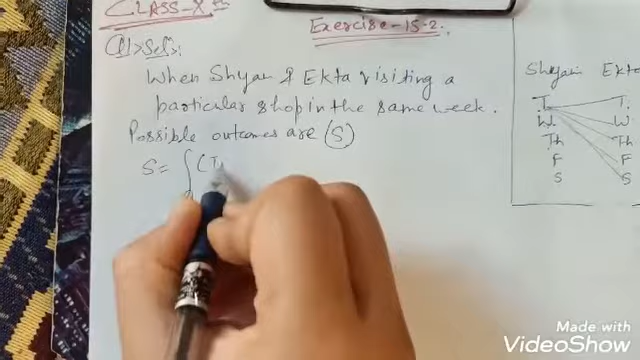 CLASS-X th
Exercise-15.2.
Q1>Sol:
When Shyam & Ekta visiting a
particular shop in the same week.
Possible outcomes are (S)
S= { (T,
Shyam Ekta
T T
W W
Th Th
F F
S S
Made with
VideoShow